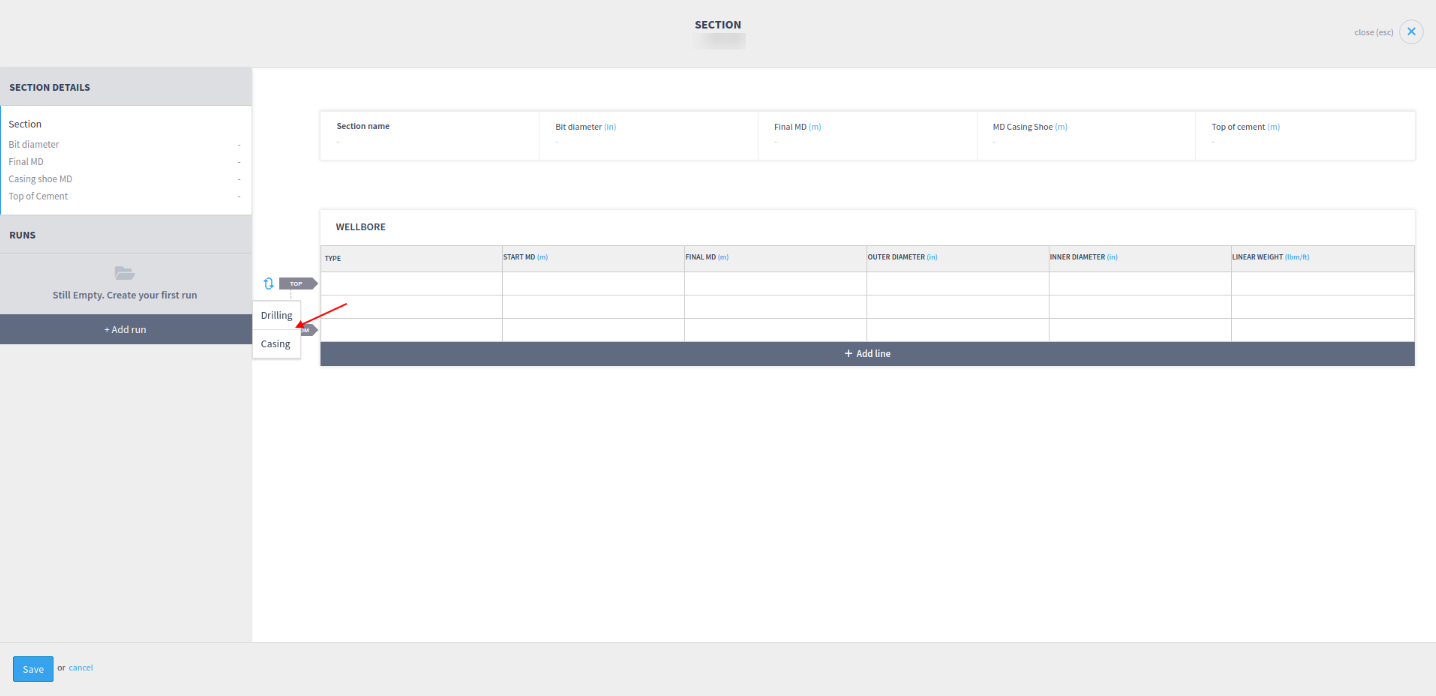 SECTION
close (esc)
SECTION DETAILS
Section
Bit diameter -
Final MD -
Casing shoe MD -
Top of Cement -
RUNS
Still Empty. Create your first run
+ Add run
Drilling
Casing
Section name
-
Bit diameter (in)
-
Final MD (m)
-
MD Casing Shoe (m)
-
Top of cement (m)
-
WELLBORE
TYPE START MD (m) FINAL MD (m) OUTER DIAMETER (in) INNER DIAMETER (in) LINEAR WEIGHT (lbm/ft)
TOP
+ Add line
Save or cancel